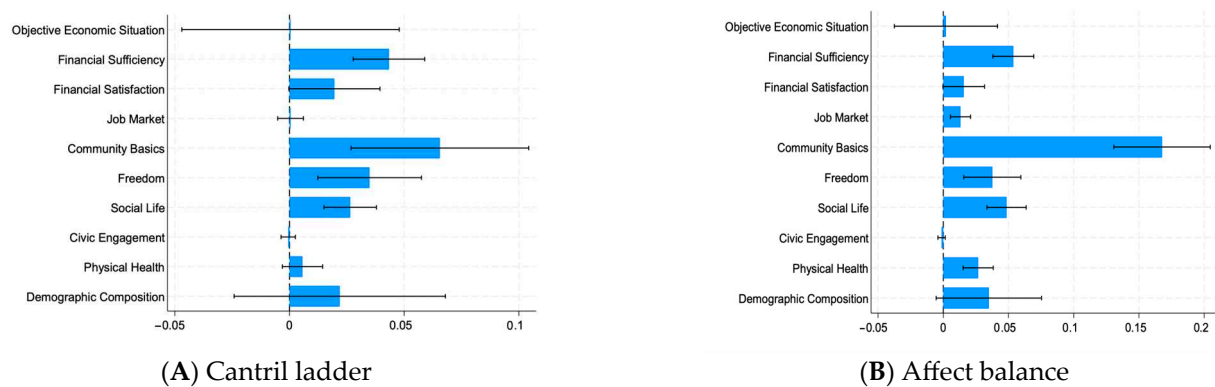 Objective Economic Situation
Financial Sufficiency
Financial Satisfaction
Job Market
Community Basics
Freedom
Social Life
Civic Engagement
Physical Health
Demographic Composition
−0.05 0 0.05 0.1
(A) Cantril ladder
Objective Economic Situation
Financial Sufficiency
Financial Satisfaction
Job Market
Community Basics
Freedom
Social Life
Civic Engagement
Physical Health
Demographic Composition
−0.05 0 0.05 0.1 0.15 0.2
(B) Affect balance